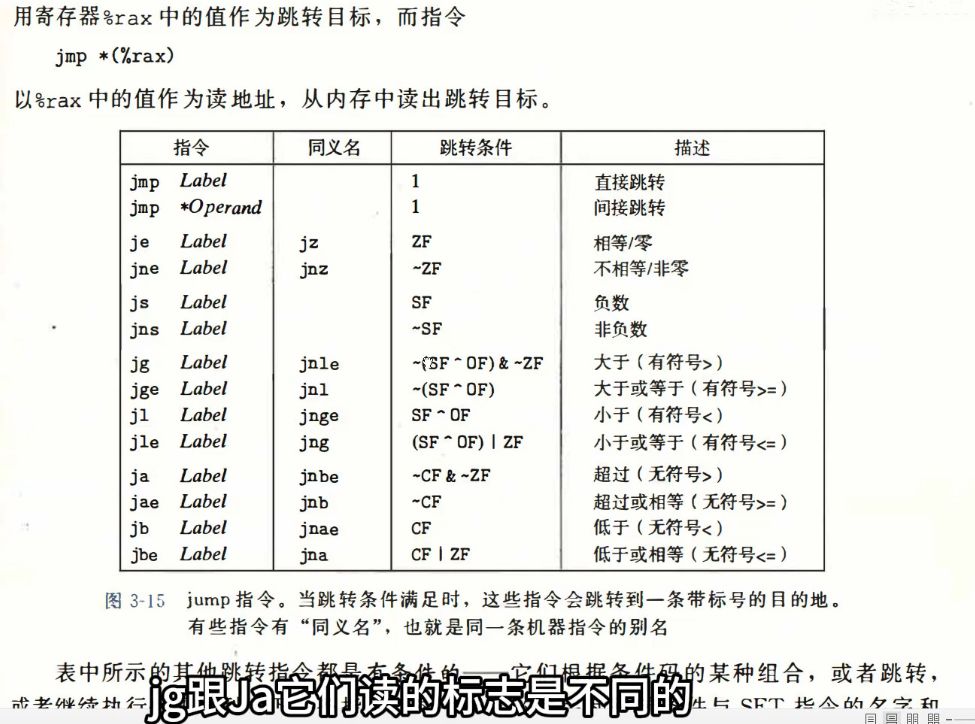 用寄存器%rax 中的值作为跳转目标，而指令
jmp *(%rax)
以%rax 中的值作为读地址，从内存中读出跳转目标。
指令 同义名 跳转条件 描述
jmp Label 1 直接跳转
jmp *Operand 1 间接跳转
je Label jz ZF 相等/零
jne Label jnz ~ZF 不相等/非零
js Label SF 负数
jns Label ~SF 非负数
jg Label jnle ~(SF ^ OF) & ~ZF 大于（有符号>）
jge Label jnl ~(SF ^ OF) 大于或等于（有符号>=）
jl Label jnge SF ^ OF 小于（有符号<）
jle Label jng (SF ^ OF) | ZF 小于或等于（有符号<=）
ja Label jnbe ~CF & ~ZF 超过（无符号>）
jae Label jnb ~CF 超过或相等（无符号>=）
jb Label jnae CF 低于（无符号<）
jbe Label jna CF | ZF 低于或相等（无符号<=）
图 3-15 jump 指令。当跳转条件满足时，这些指令会跳转到一条带标号的目的地。
有些指令有“同义名”，也就是同一条机器指令的别名
表中所示的其他跳转指令都是有条件的——它们根据条件码的某种组合，或者跳转，
或者继续执行 与 SET 指令的名字和
jg跟Ja它们读的标志是不同的